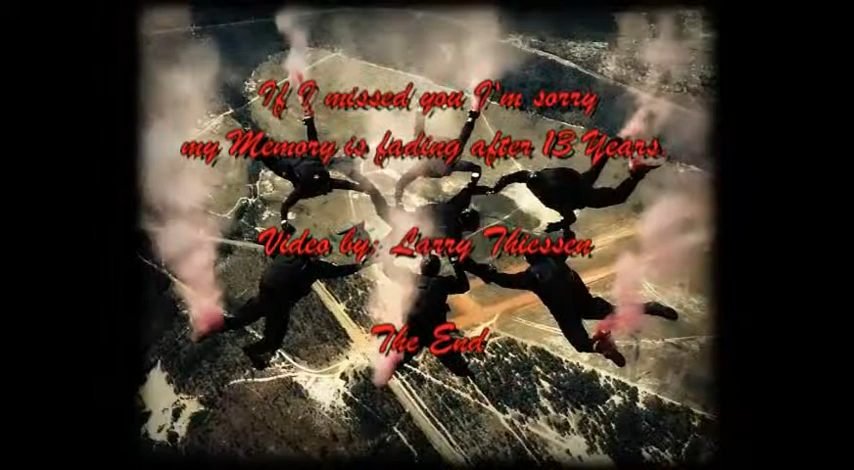 If I missed you I'm sorry
my Memory is fading after 13 Years.
Video by: Larry Thiessen
The End